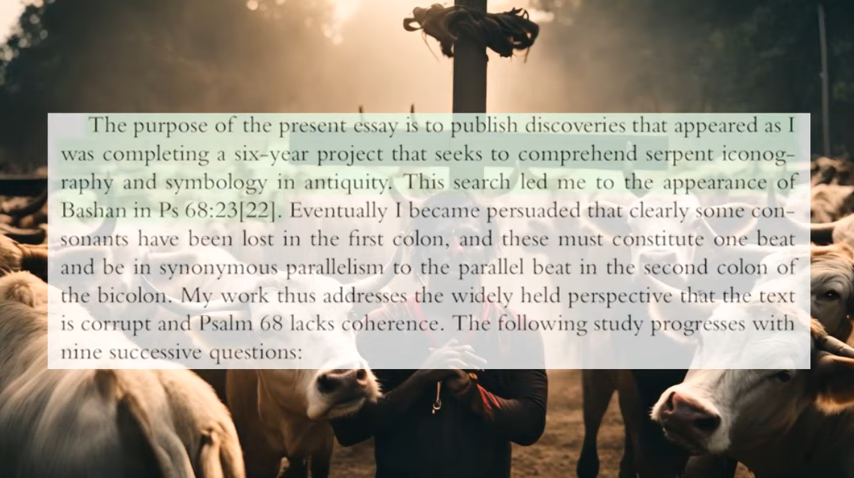 The purpose of the present essay is to publish discoveries that appeared as I
was completing a six-year project that seeks to comprehend serpent iconog-
raphy and symbology in antiquity. This search led me to the appearance of
Bashan in Ps 68:23[22]. Eventually I became persuaded that clearly some con-
sonants have been lost in the first colon, and these must constitute one beat
and be in synonymous parallelism to the parallel beat in the second colon of
the bicolon. My work thus addresses the widely held perspective that the text
is corrupt and Psalm 68 lacks coherence. The following study progresses with
nine successive questions: